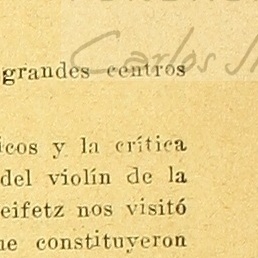 Carlos
grandes centros
icos y la crítica
del violín de la
eifetz nos visitó
ue constituyeron